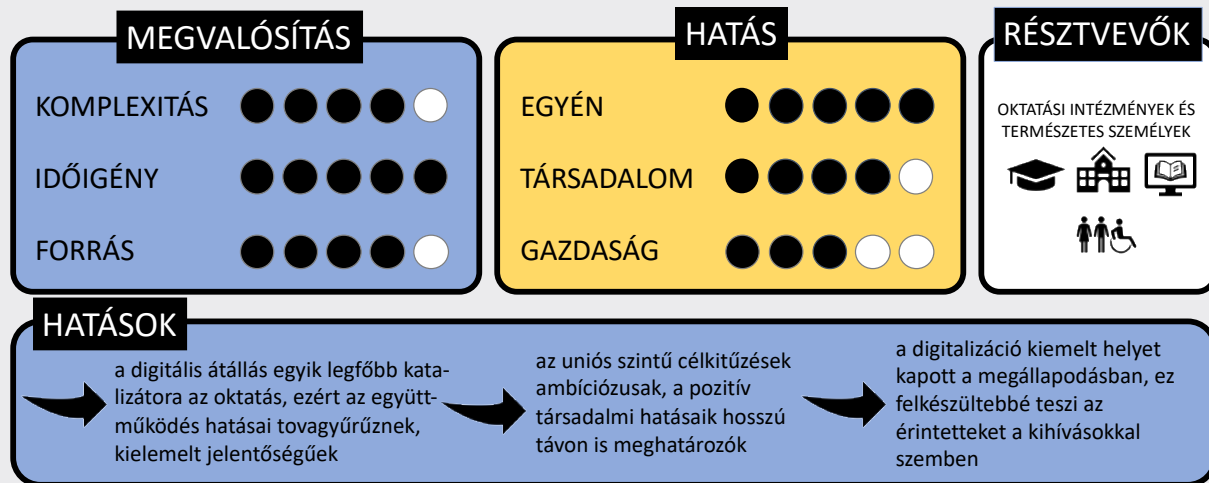 MEGVALÓSÍTÁS
KOMPLEXITÁS
IDŐIGÉNY
FORRÁS
HATÁS
EGYÉN
TÁRSADALOM
GAZDASÁG
RÉSZTVEVŐK
OKTATÁSI INTÉZMÉNYEK ÉS
TERMÉSZETES SZEMÉLYEK
HATÁSOK
a digitális átállás egyik legfőbb kata-
lizátora az oktatás, ezért az együtt-
működés hatásai tovagyűrűznek,
kielemelt jelentőségűek
az uniós szintű célkitűzések
ambíciózusak, a pozitív
társadalmi hatásaik hosszú
távon is meghatározók
a digitalizáció kiemelt helyet
kapott a megállapodásban, ez
felkészültebbé teszi az
érintetteket a kihívásokkal
szemben